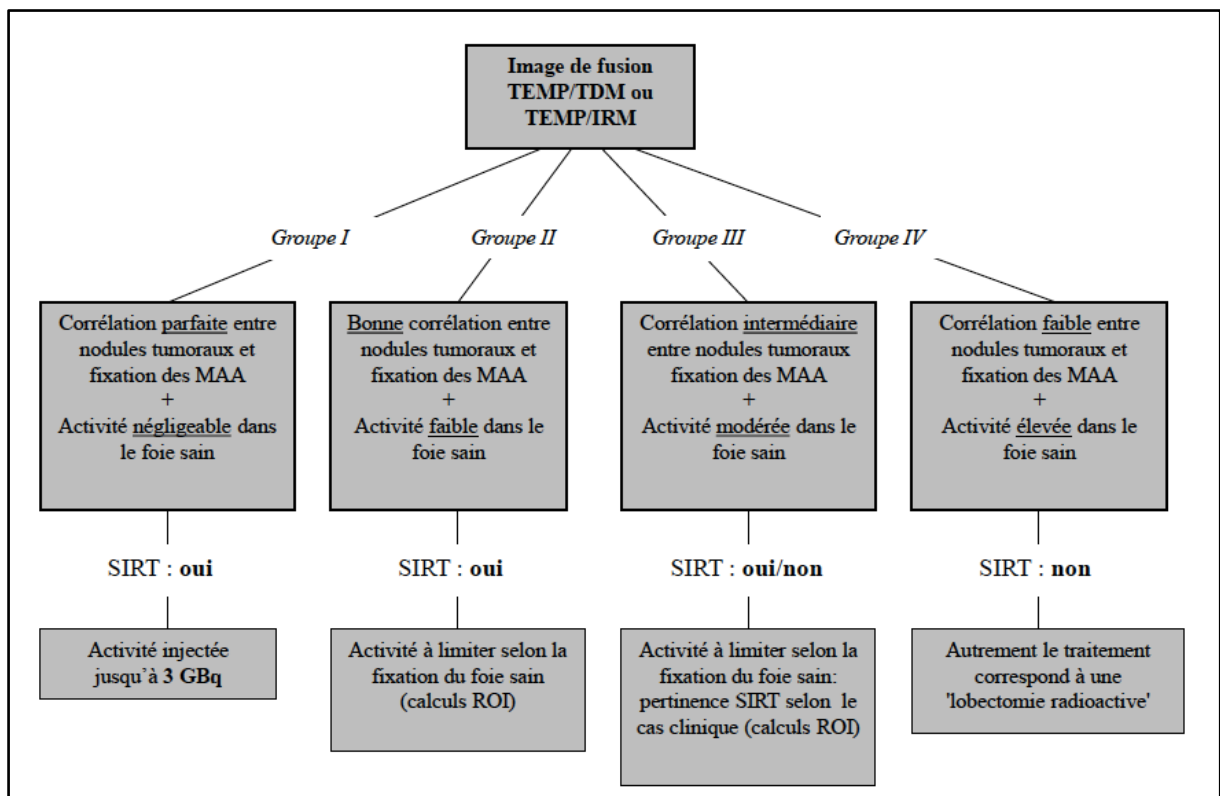 Image de fusion
TEMP/TDM ou
TEMP/IRM
Groupe I
Groupe II
Groupe III
Groupe IV
Corrélation parfaite entre
nodules tumoraux et
fixation des MAA
+
Activité négligeable dans
le foie sain
Bonne corrélation entre
nodules tumoraux et
fixation des MAA
+
Activité faible dans le
foie sain
Corrélation intermédiaire
entre nodules tumoraux
fixation des MAA
+
Activité modérée dans le
foie sain
Corrélation faible entre
nodules tumoraux et
fixation des MAA
+
Activité élevée dans le
foie sain
SIRT : oui
SIRT : oui
SIRT : oui/non
SIRT : non
Activité injectée
jusqu'à 3 GBq
Activité à limiter selon la
fixation du foie sain
(calculs ROI)
Activité à limiter selon la
fixation du foie sain:
pertinence SIRT selon le
cas clinique (calculs ROI)
Autrement le traitement
correspond à une
'lobectomie radioactive'